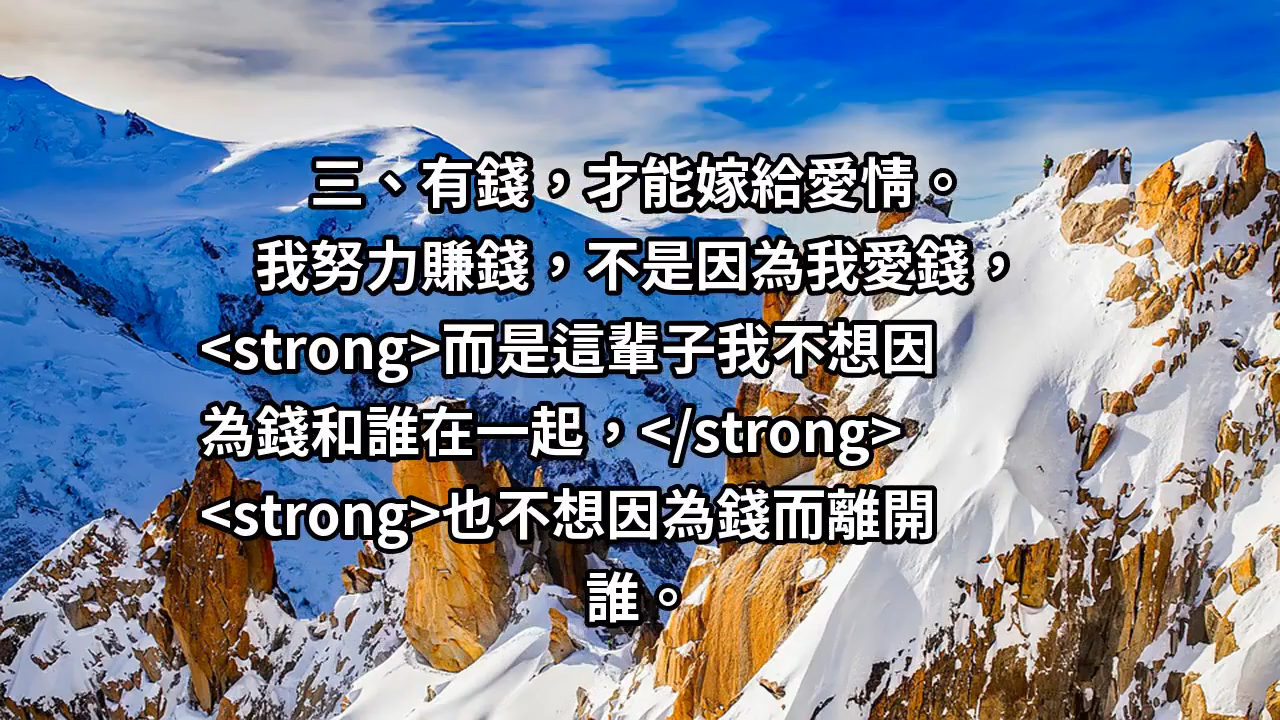 三、有錢，才能嫁給愛情。
我努力賺錢，不是因為我愛錢，
<strong>而是這輩子我不想因
為錢和誰在一起，</strong>
<strong>也不想因為錢而離開
誰。